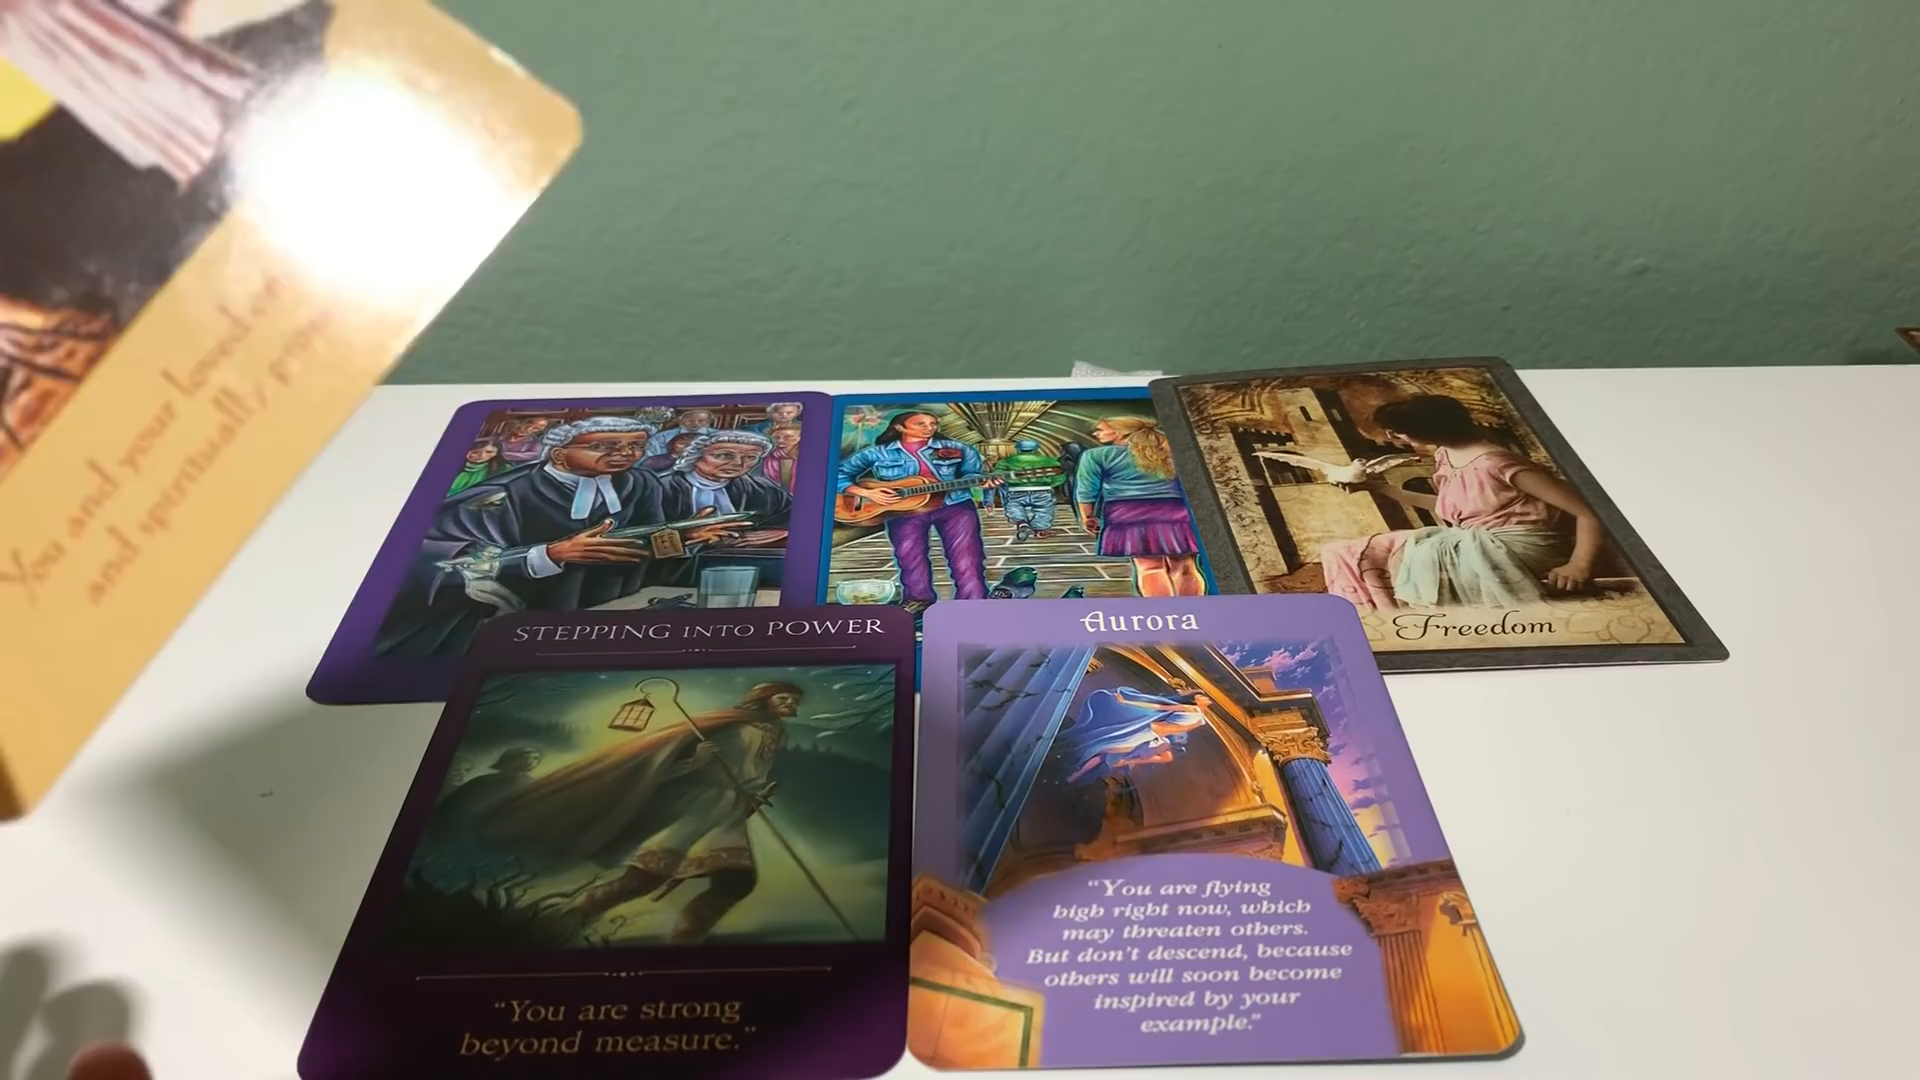 You and your loved
and spiritually,
Freedom
STEPPING INTO POWER
"You are strong
beyond measure."
Aurora
"You are flying
high right now, which
may threaten others.
But don't descend, because
others will soon become
inspired by your
example."